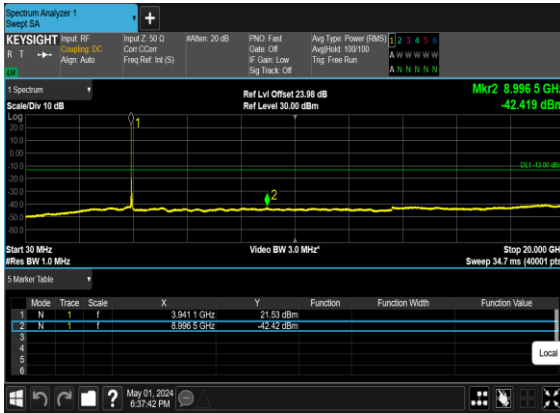 Spectrum Analyzer 1
Swept SA
+
KEYSIGHT Input: RF Input Z: 50 Ω #Atten: 20 dB PNO: Fast Avg Type: Power (RMS) 1 2 3 4 5 6
R T Coupling: DC Corr CCorr Gate: Off Avg|Hold: 100/100 A W W W W W
Align: Auto Freq Ref: Int (S) IF Gain: Low Trig: Free Run
Sig Track: Off A N N N N N
1 Spectrum
Scale/Div 10 dB
Ref Lvl Offset 23.98 dB
Ref Level 30.00 dBm
Mkr2 8.996 5 GHz
-42.419 dBm
Log
20.0
10.0
0.00
-10.0
-20.0
-30.0
-40.0
-50.0
-60.0
1
2
DL1 -13.00 dBm
Start 30 MHz Video BW 3.0 MHz* Stop 20.000 GH
#Res BW 1.0 MHz Sweep 34.7 ms (40001 pts
5 Marker Table
Mode Trace Scale X Y Function Function Width Function Value
1 N 1 f 3.941 1 GHz 21.53 dBm
2 N 1 f 8.996 5 GHz -42.42 dBm
3
4
5
6
Local
?
May 01, 2024
6:37:42 PM